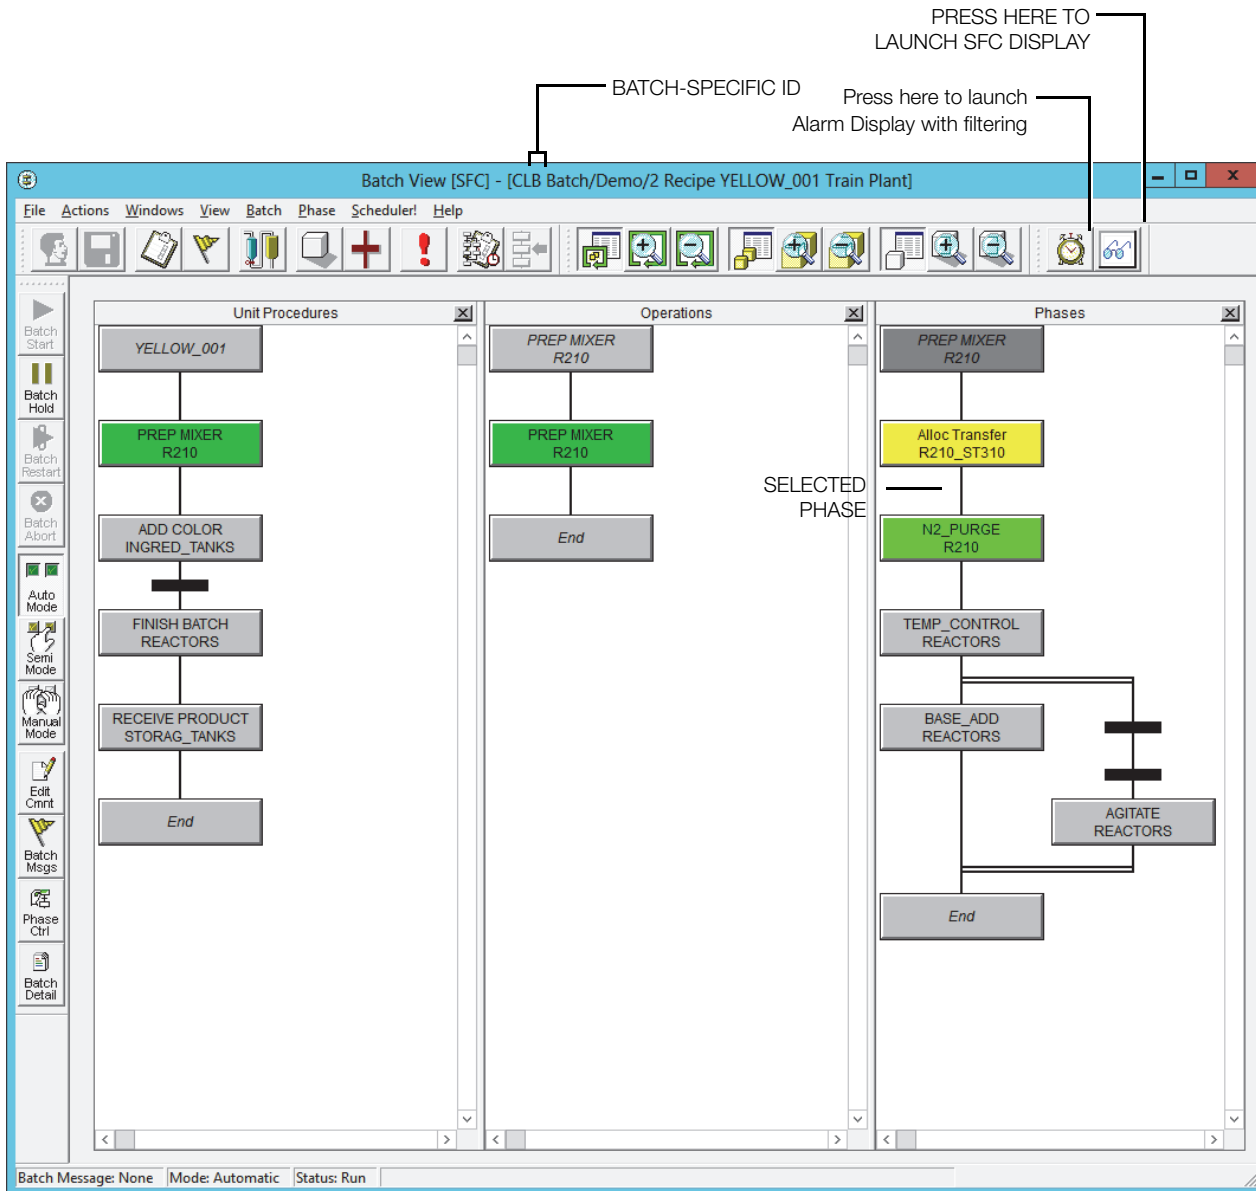 PRESS HERE TO
LAUNCH SFC DISPLAY
BATCH-SPECIFIC ID
Press here to launch
Alarm Display with filtering
Batch View [SFC] - [CLB Batch/Demo/2 Recipe YELLOW_001 Train Plant]
File Actions Windows View Batch Phase Scheduler! Help
Batch
Start
Batch
Hold
Batch
Restart
Batch
Abort
Auto
Mode
Semi
Mode
Manual
Mode
Edit
Cmnt
Batch
Msgs
Phase
Ctrl
Batch
Detail
Unit Procedures
YELLOW_001
PREP MIXER
R210
ADD COLOR
INGRED_TANKS
FINISH BATCH
REACTORS
RECEIVE PRODUCT
STORAG_TANKS
End
Operations
PREP MIXER
R210
PREP MIXER
R210
End
Phases
PREP MIXER
R210
Alloc Transfer
R210_ST310
SELECTED
PHASE
N2_PURGE
R210
TEMP_CONTROL
REACTORS
BASE_ADD
REACTORS
AGITATE
REACTORS
End
Batch Message: None Mode: Automatic Status: Run